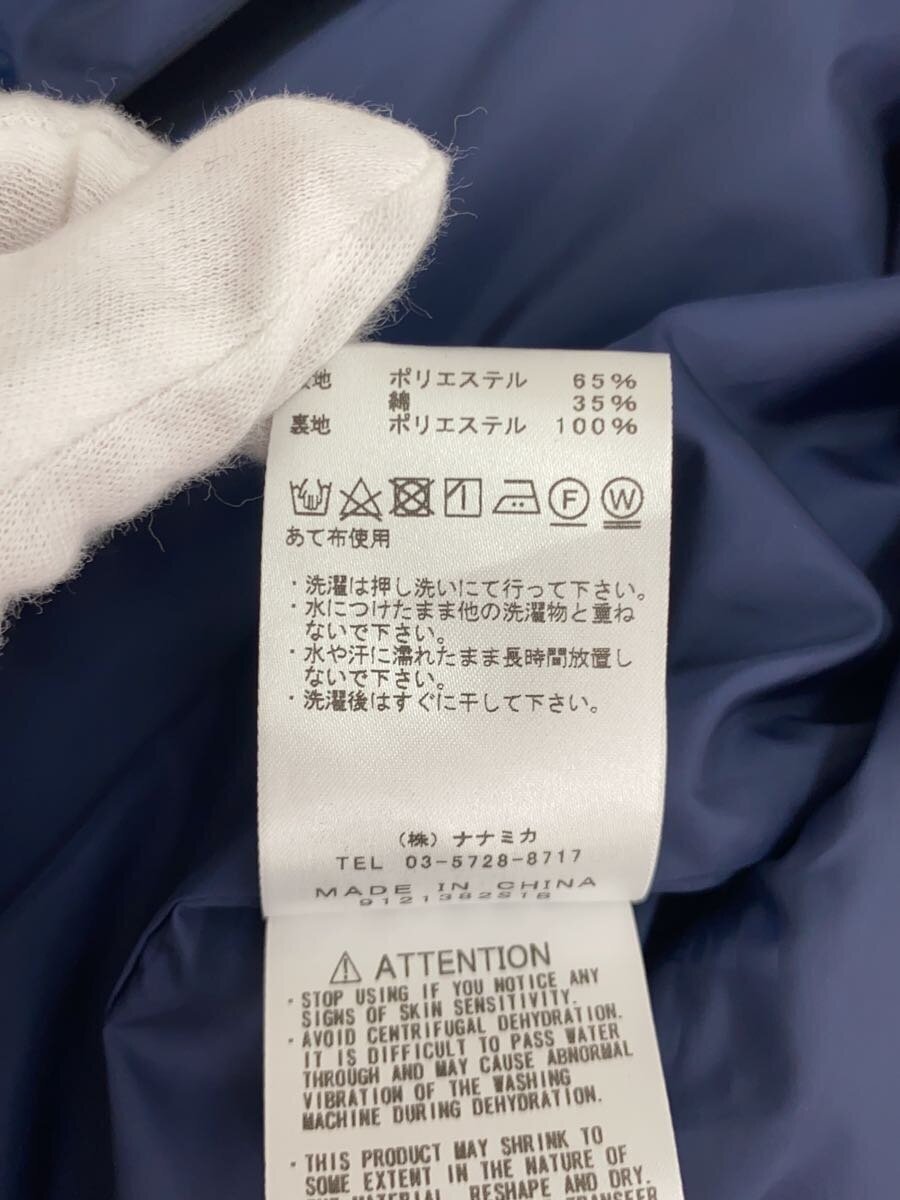 地 ポリエステル 65%
綿 35%
裏地 ポリエステル 100%
F W
あて布使用
・洗濯は押し洗いにて行って下さい。
・水につけたまま他の洗濯物と重ね
ないで下さい。
・水や汗に濡れたまま長時間放置し
ないで下さい。
・洗濯後はすぐに干して下さい。
(株) ナナミカ
TEL 03-5728-8717
MADE IN CHINA
ATTENTION
・STOP USING IF YOU NOTICE ANY
SIGNS OF SKIN SENSITIVITY.
・AVOID CENTRIFUGAL DEHYDRATION.
IT IS DIFFICULT TO PASS WATER
THROUGH AND MAY CAUSE ABNORMAL
VIBRATION OF THE WASHING
MACHINE DURING DEHYDRATION.
・THIS PRODUCT MAY SHRINK TO
SOME EXTENT IN THE NATURE OF
MATERIAL. RESHAPE AND DRY.